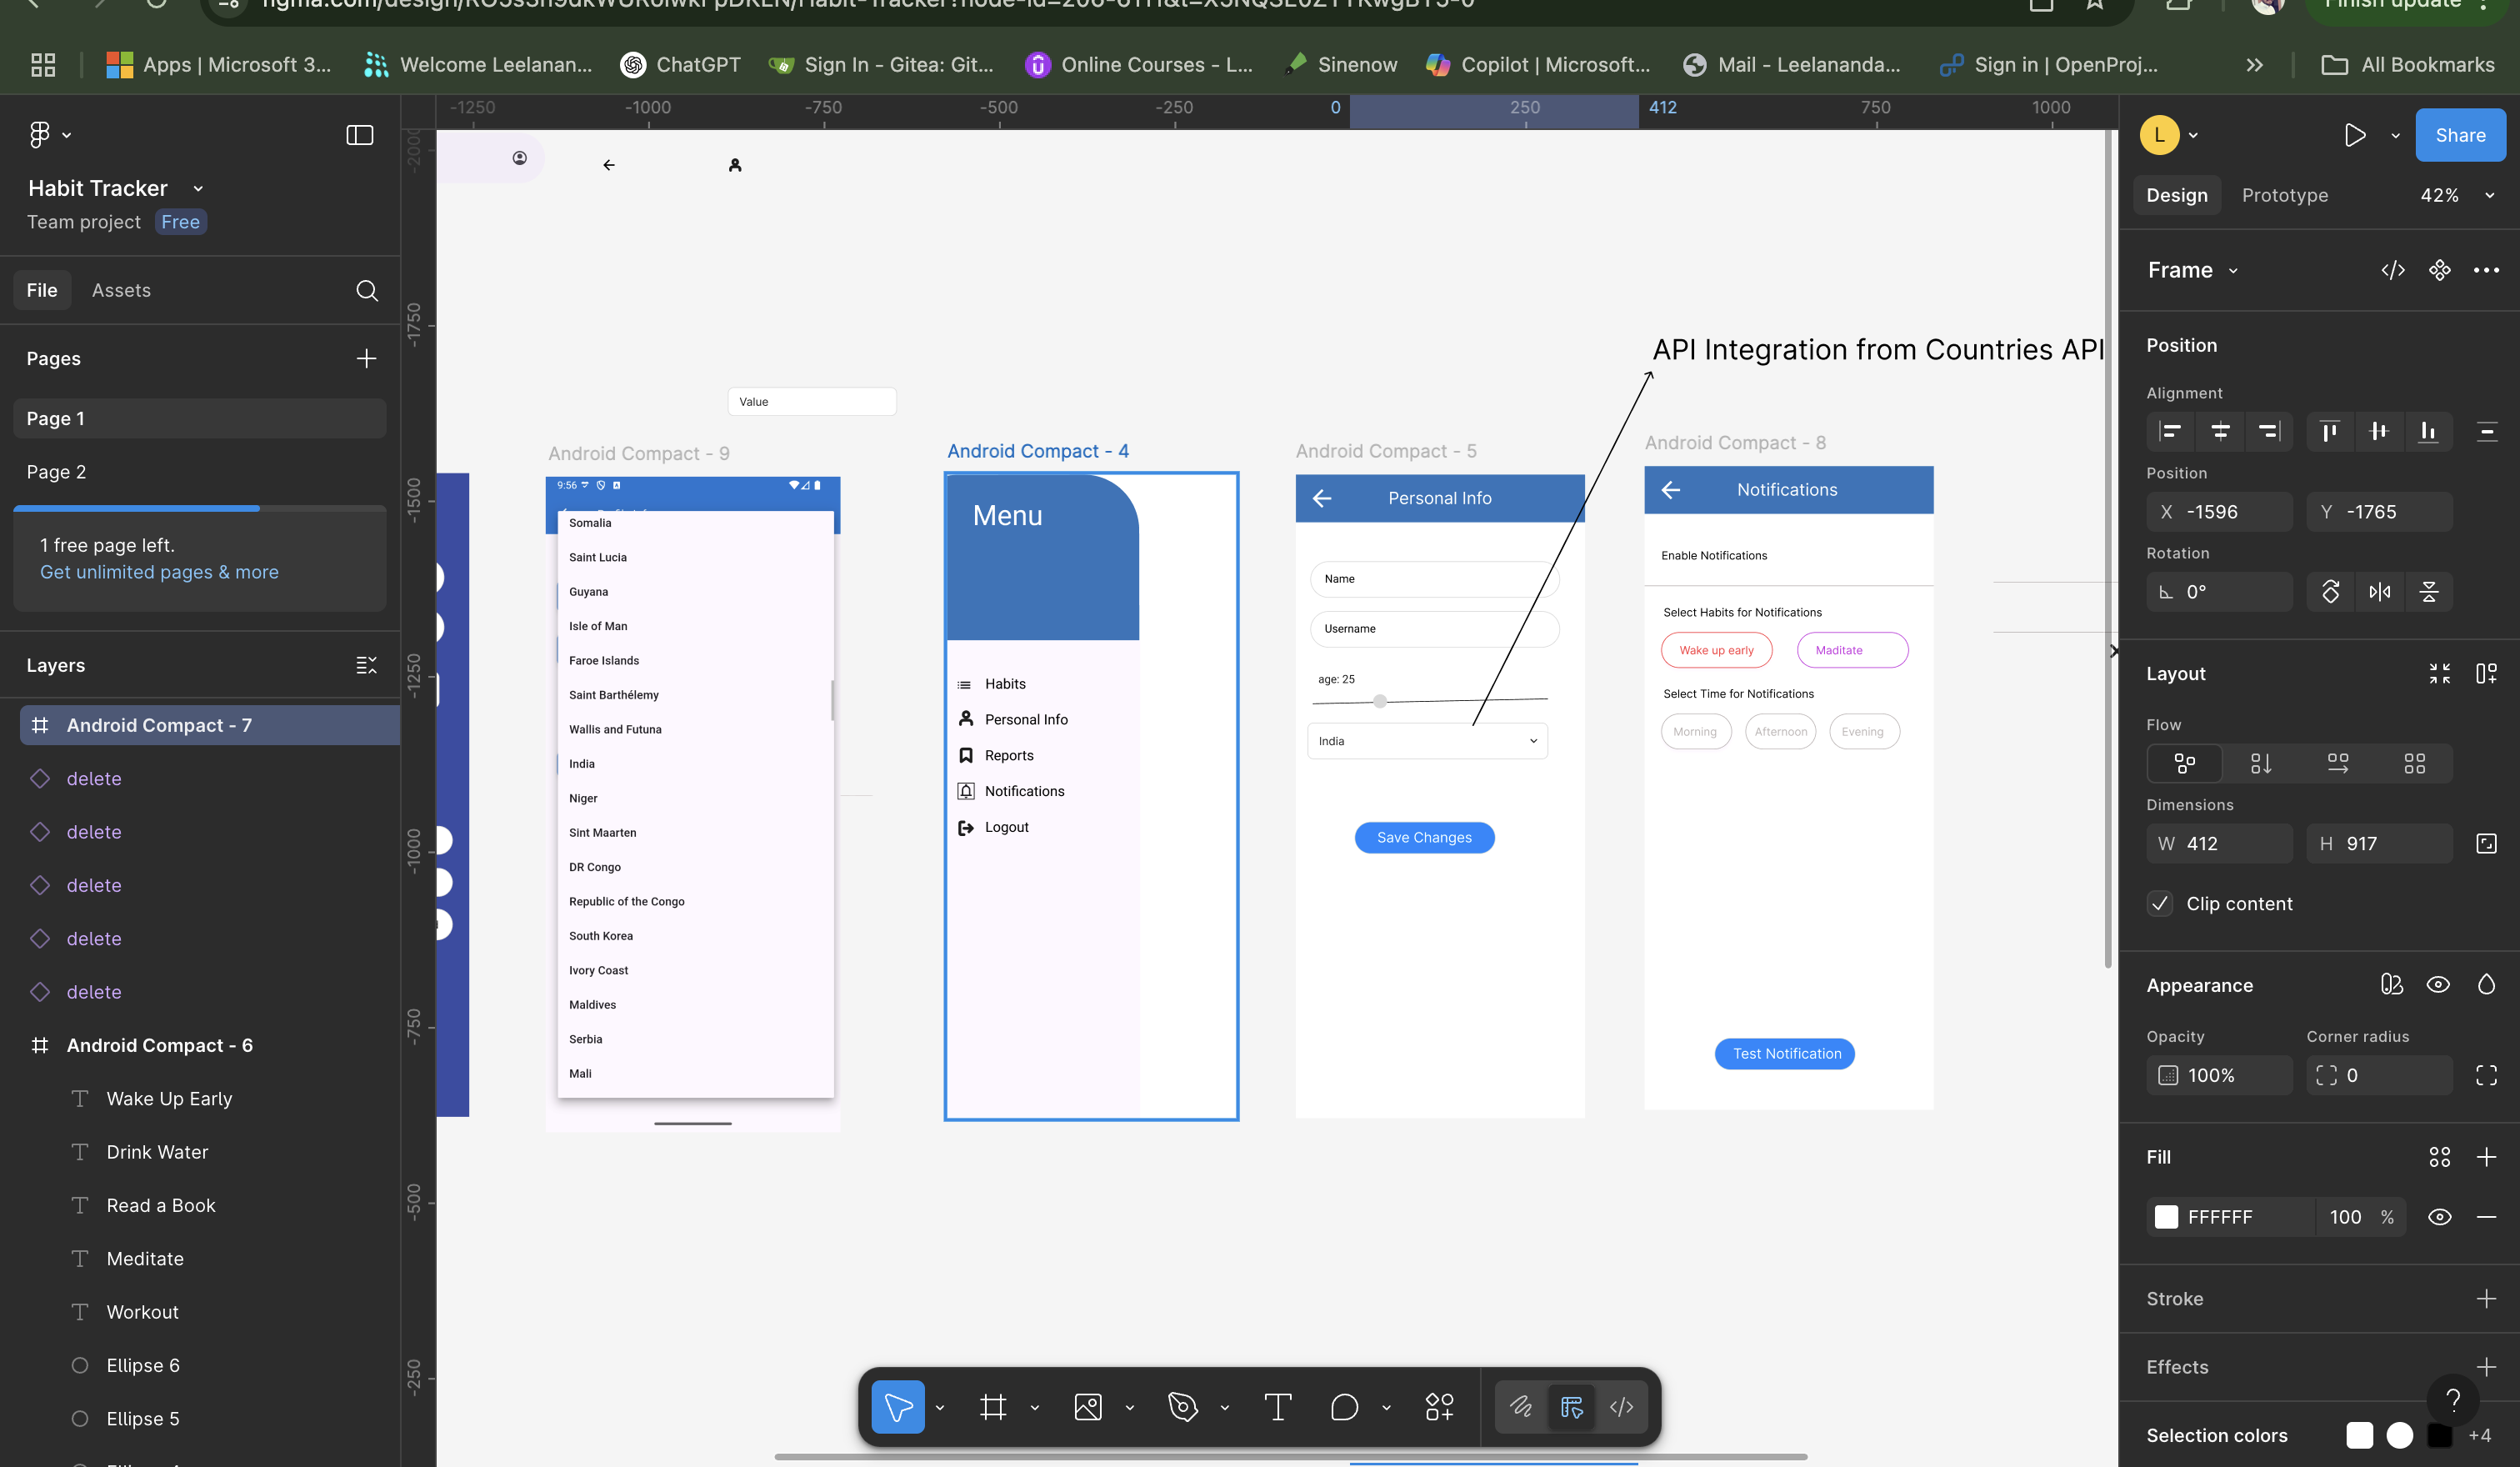 Finish update
Apps | Microsoft 3...
Welcome Leelanan...
ChatGPT
Sign In - Gitea: Git...
Online Courses - L...
Sinenow
Copilot | Microsoft...
Mail - Leelananda...
Sign in | OpenProj...
All Bookmarks
-1250
-1000
-750
-500
-250
0
250
412
750
1000
Habit Tracker
Team project
Free
File
Assets
Pages
Page 1
Page 2
1 free page left.
Get unlimited pages & more
Layers
Android Compact - 7
delete
delete
delete
delete
delete
Android Compact - 6
Wake Up Early
Drink Water
Read a Book
Meditate
Workout
Ellipse 6
Ellipse 5
-2000
-1750
-1500
-1250
-1000
-750
-500
-250
API Integration from Countries API
Value
Android Compact - 9
9:56
Somalia
Saint Lucia
Guyana
Isle of Man
Faroe Islands
Saint Barthélemy
Wallis and Futuna
India
Niger
Sint Maarten
DR Congo
Republic of the Congo
South Korea
Ivory Coast
Maldives
Serbia
Mali
Android Compact - 4
Menu
Habits
Personal Info
Reports
Notifications
Logout
Android Compact - 5
Personal Info
Name
Username
age: 25
India
Save Changes
Android Compact - 8
Notifications
Enable Notifications
Select Habits for Notifications
Wake up early
Maditate
Select Time for Notifications
Morning
Afternoon
Evening
Test Notification
L
Share
Design
Prototype
42%
Frame
Position
Alignment
Position
X -1596
Y -1765
Rotation
0°
Layout
Flow
Dimensions
W 412
H 917
Clip content
Appearance
Opacity
Corner radius
100%
0
Fill
FFFFFF
100 %
Stroke
Effects
?
Selection colors
+4